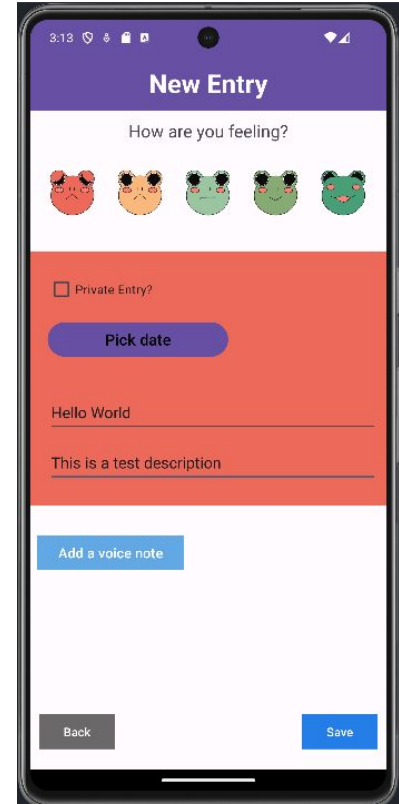 3:13
New Entry
How are you feeling?
Private Entry?
Pick date
Hello World
This is a test description
Add a voice note
Back
Save